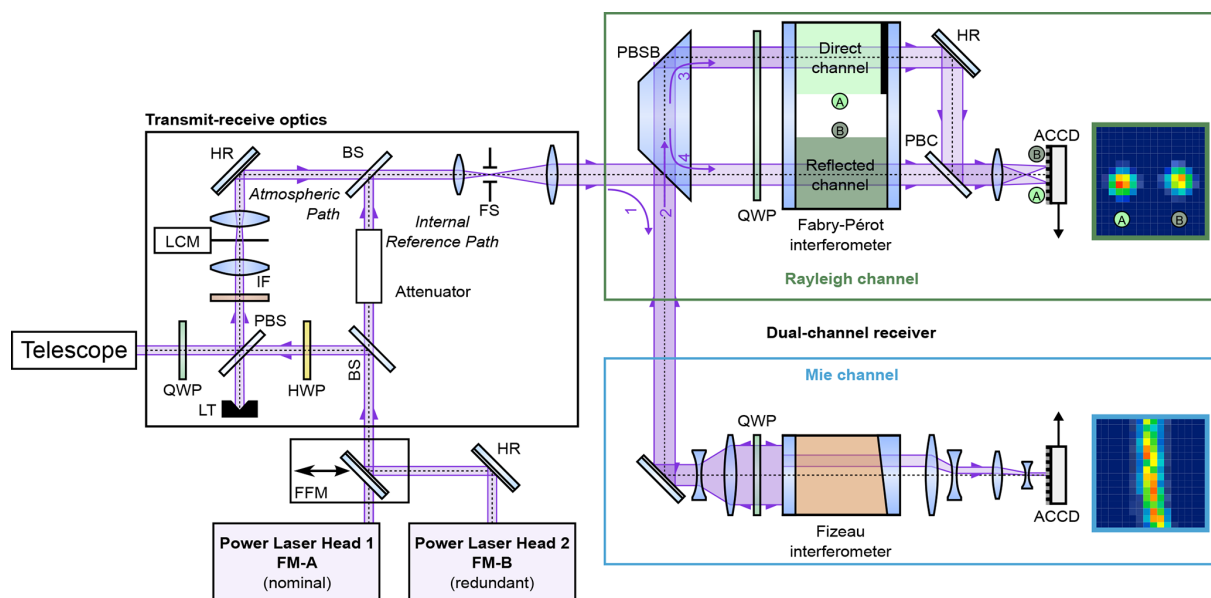 Transmit-receive optics
HR
BS
Atmospheric
Path
Internal
Reference Path
FS
LCM
IF
Attenuator
PBS
Telescope
QWP
HWP
BS
LT
FFM
HR
Power Laser Head 1
FM-A
(nominal)
Power Laser Head 2
FM-B
(redundant)
PBSB
HR
Direct
channel
A
B
Reflected
channel
3
4
1
2
QWP
PBC
ACCD
B
A
A
B
Fabry-Pérot
interferometer
Rayleigh channel
Dual-channel receiver
Mie channel
QWP
Fizeau
interferometer
ACCD